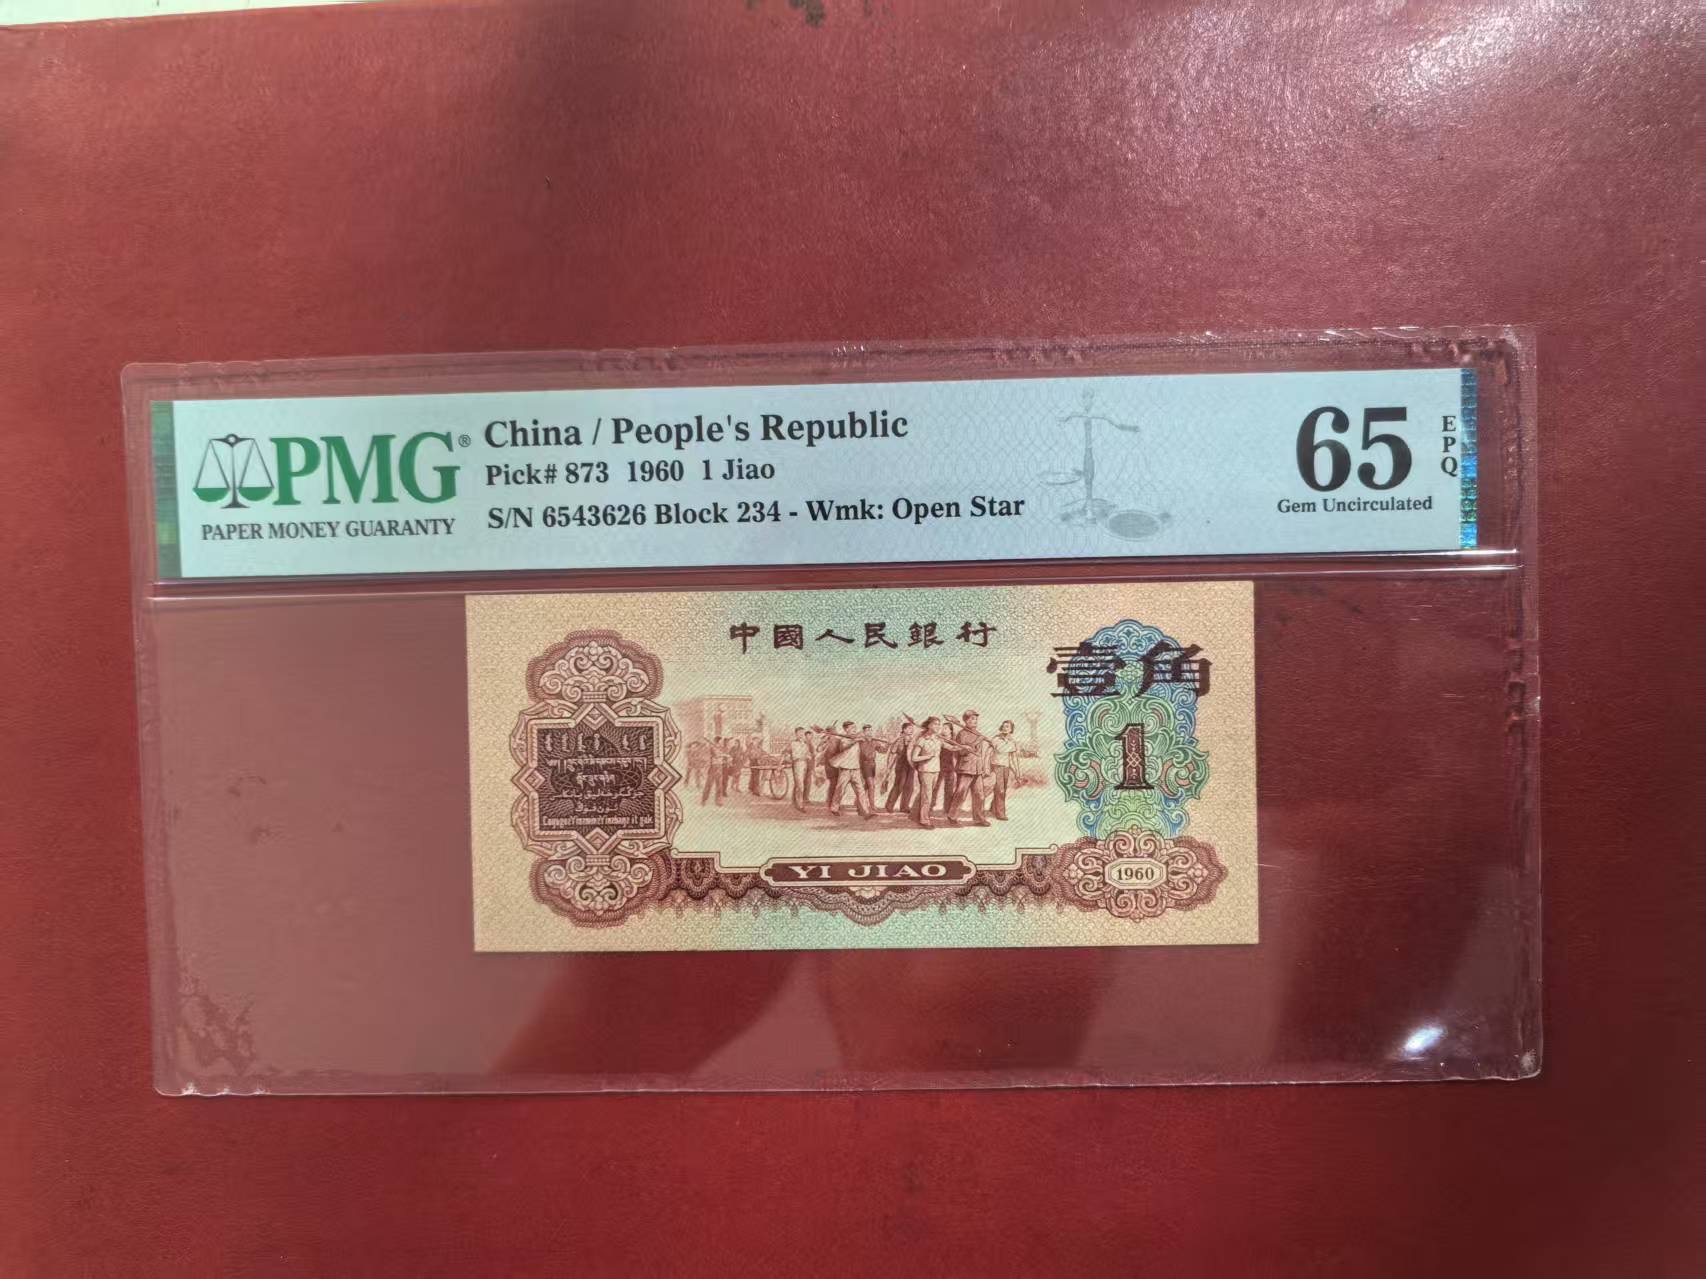 PMG®
PAPER MONEY GUARANTY
China / People's Republic
Pick# 873 1960 1 Jiao
S/N 6543626 Block 234 - Wmk: Open Star
65
EPQ
Gem Uncirculated
中國人民銀行
壹角
1
YI JIAO
1960